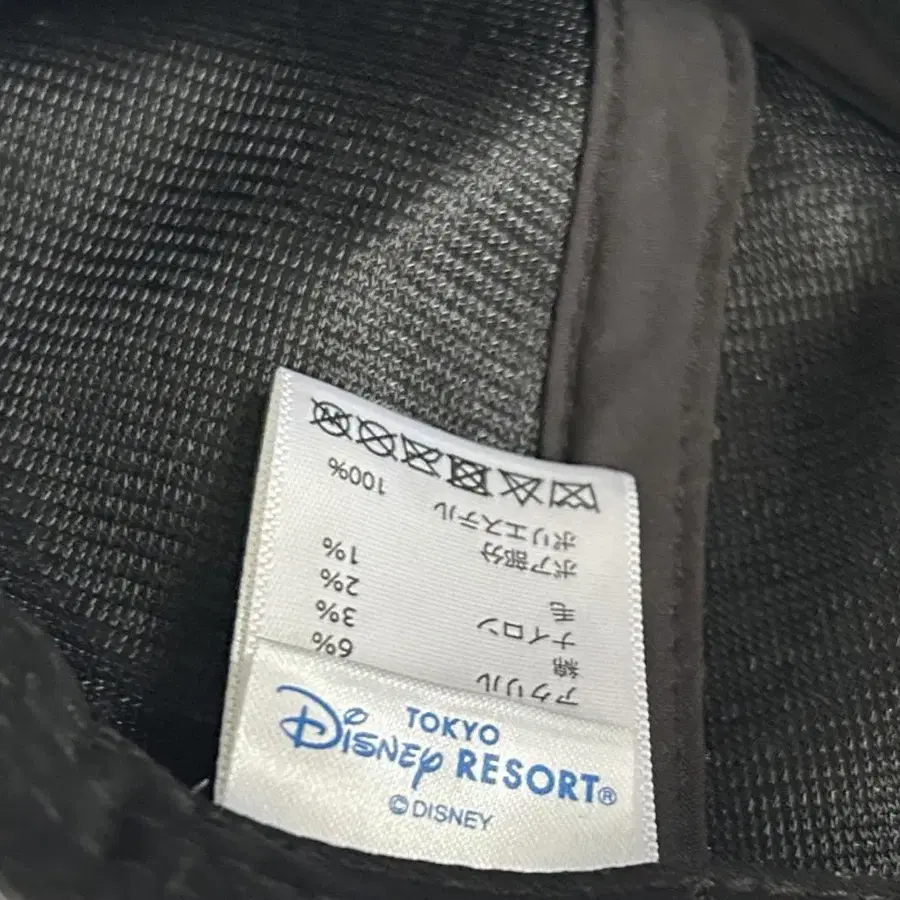 アクリル 6%
綿 3%
ナイロン 2%
毛 1%
ボア部分
ポリエステル 100%
TOKYO
Disney RESORT®
©DISNEY